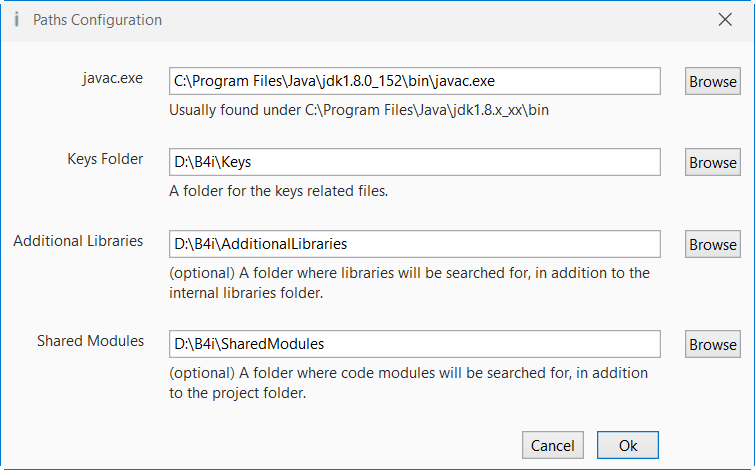 Paths Configuration
javac.exe
C:\Program Files\Java\jdk1.8.0_152\bin\javac.exe
Browse
Usually found under C:\Program Files\Java\jdk1.8.x_xx\bin
Keys Folder
D:\B4i\Keys
Browse
A folder for the keys related files.
Additional Libraries
D:\B4i\AdditionalLibraries
Browse
(optional) A folder where libraries will be searched for, in addition to the
internal libraries folder.
Shared Modules
D:\B4i\SharedModules
Browse
(optional) A folder where code modules will be searched for, in addition
to the project folder.
Cancel
Ok